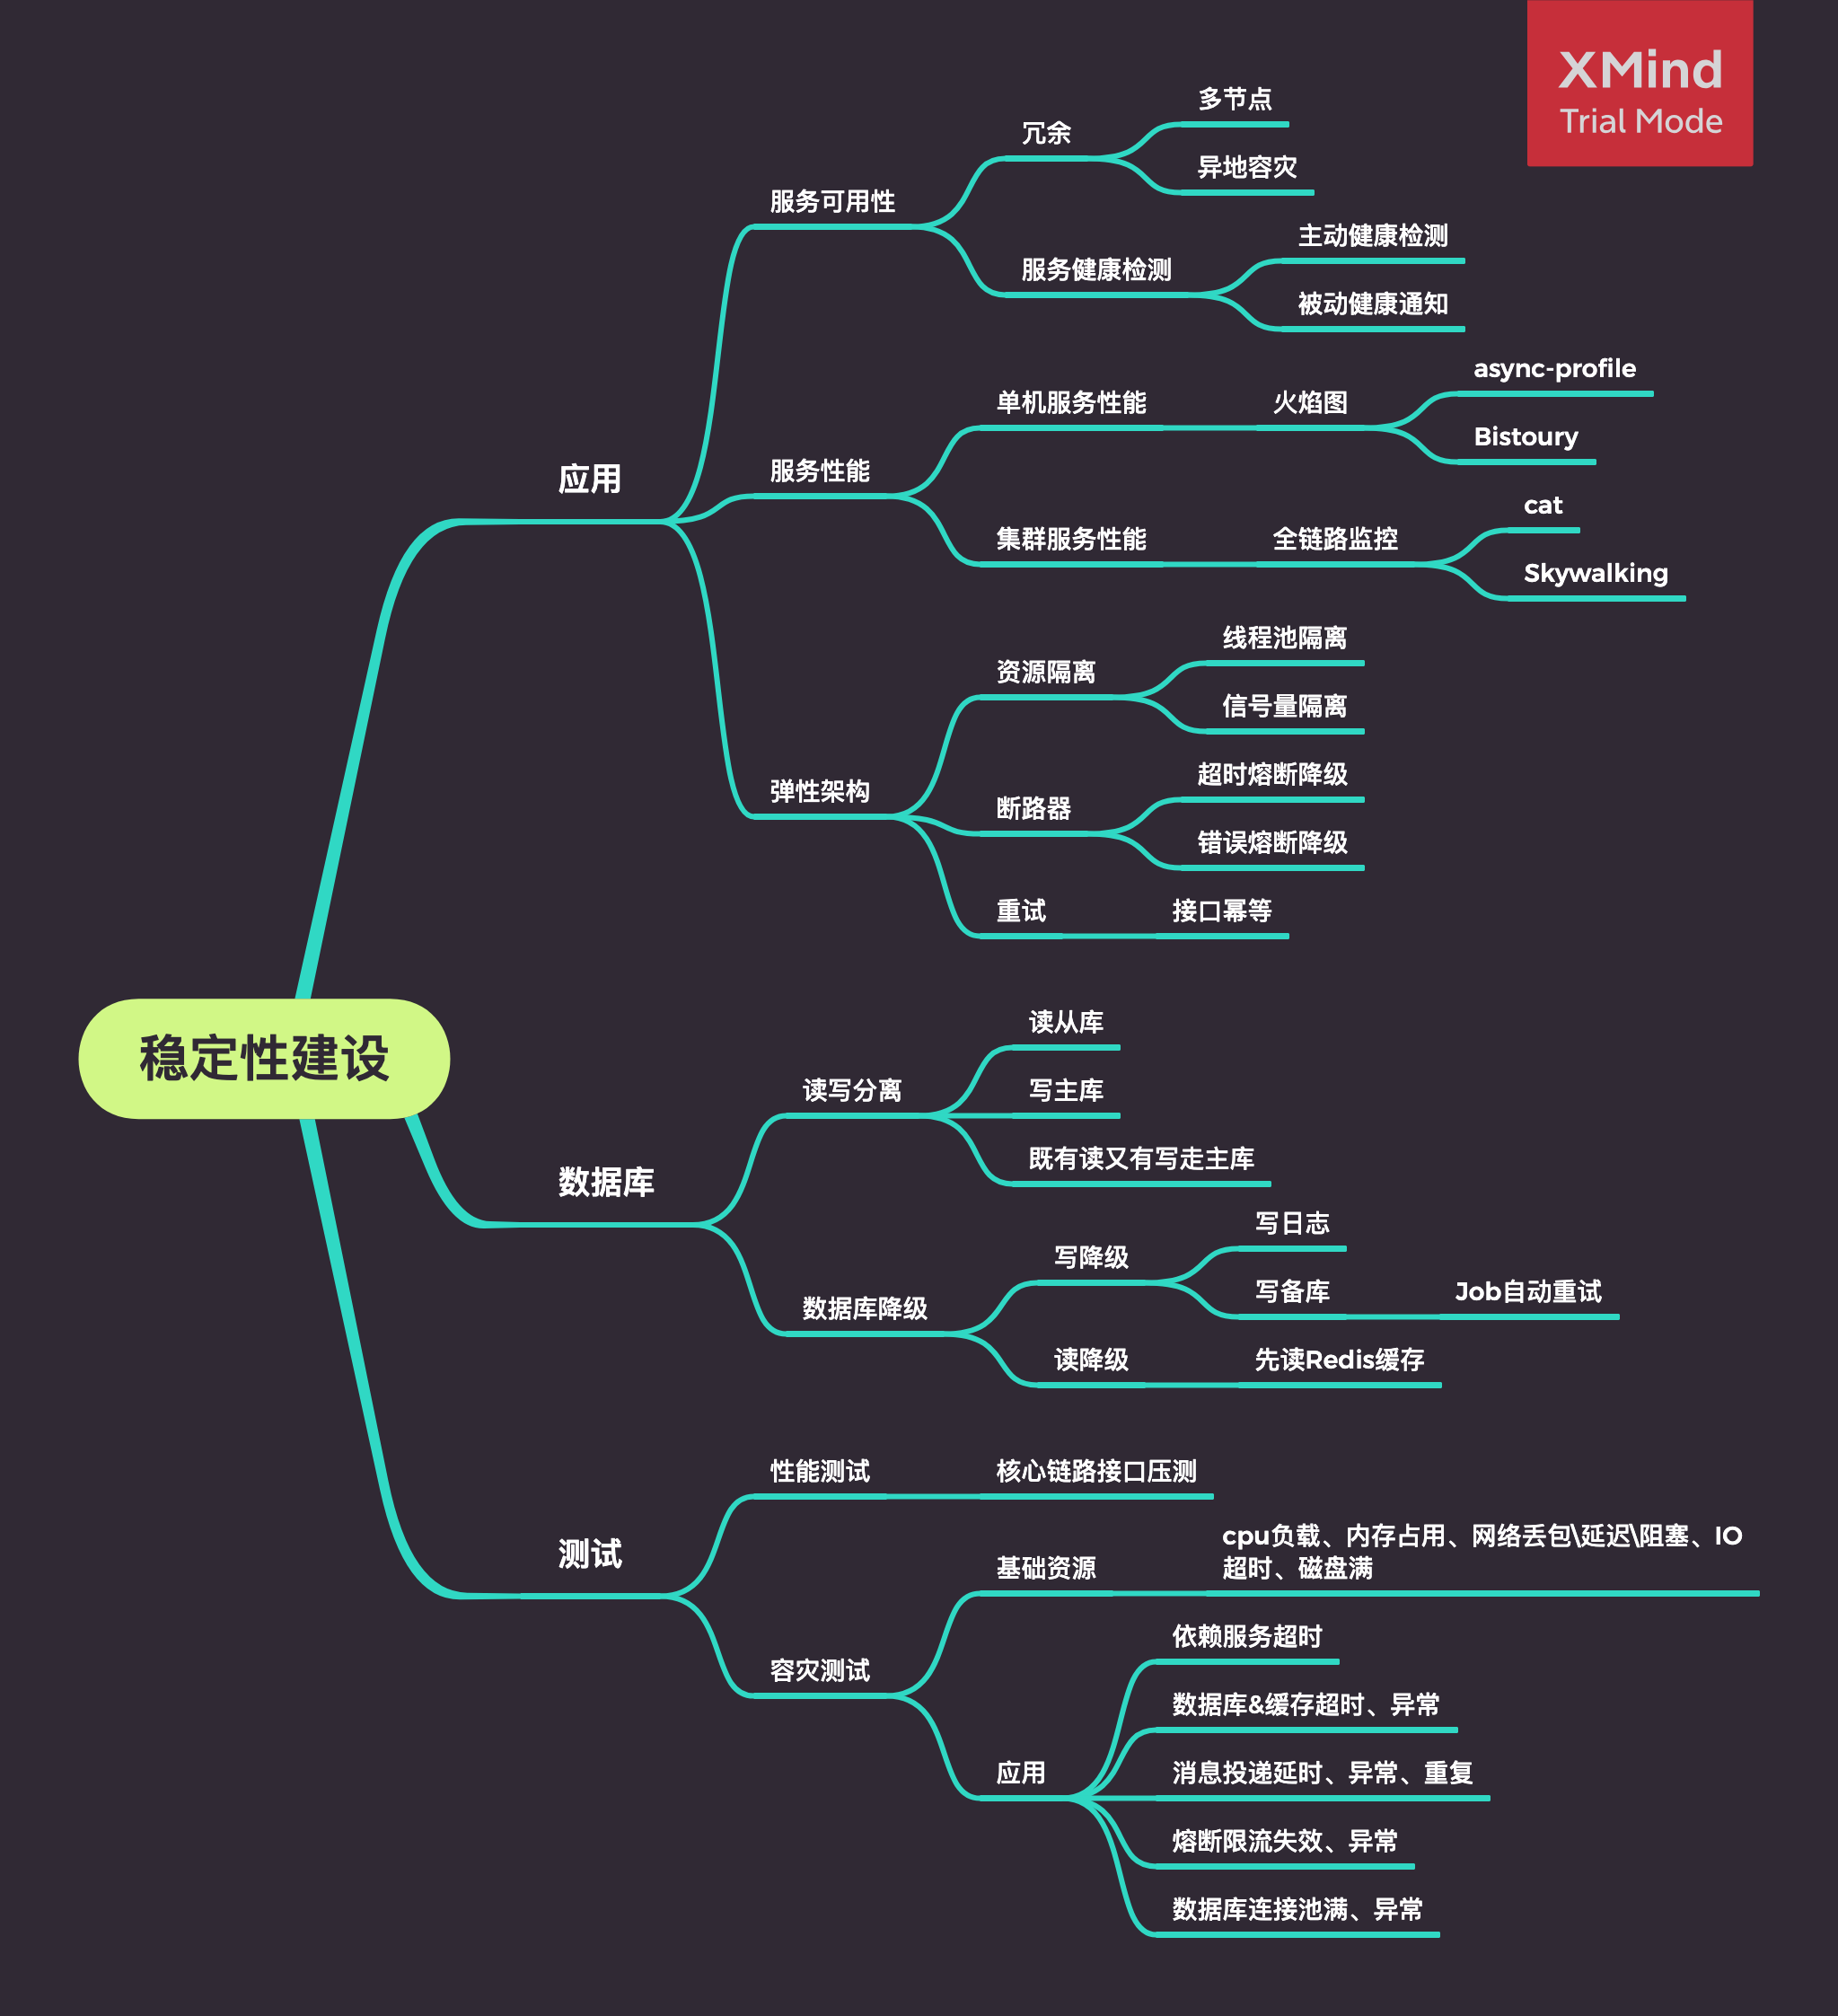 XMind
Trial Mode
稳定性建设
应用
服务可用性
冗余
多节点
异地容灾
服务健康检测
主动健康检测
被动健康通知
服务性能
单机服务性能
火焰图
async-profile
Bistoury
集群服务性能
全链路监控
cat
Skywalking
弹性架构
资源隔离
线程池隔离
信号量隔离
断路器
超时熔断降级
错误熔断降级
重试
接口幂等
数据库
读写分离
读从库
写主库
既有读又有写走主库
数据库降级
写降级
写日志
写备库
Job自动重试
读降级
先读Redis缓存
测试
性能测试
核心链路接口压测
容灾测试
基础资源
cpu负载、内存占用、网络丢包\延迟\阻塞、IO
超时、磁盘满
应用
依赖服务超时
数据库&缓存超时、异常
消息投递延时、异常、重复
熔断限流失效、异常
数据库连接池满、异常